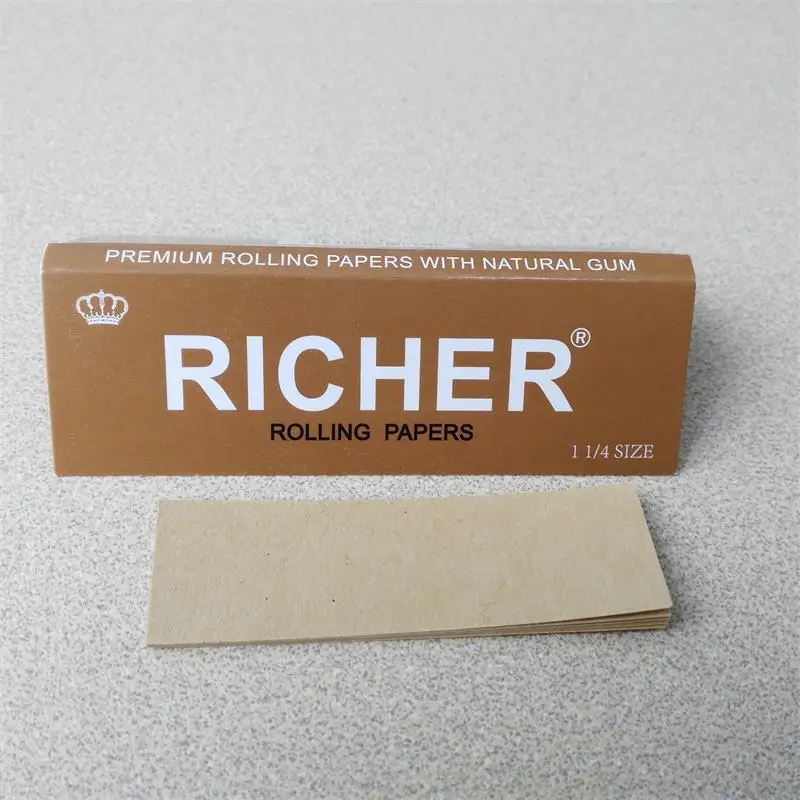 PREMIUM ROLLING PAPERS WITH NATURAL GUM
RICHER®
ROLLING PAPERS
1 1/4 SIZE